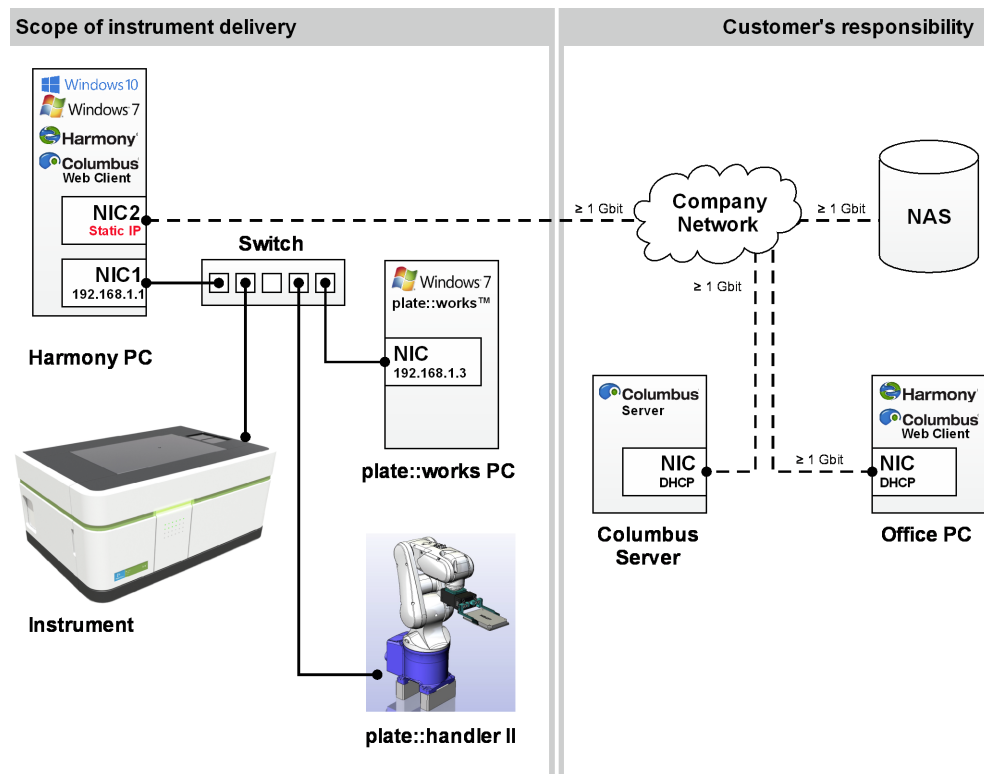 Scope of instrument delivery
Customer's responsibility
Windows 10
Windows 7
Harmony
Columbus
Web Client
NIC2
Static IP
NIC1
192.168.1.1
Harmony PC
Switch
Windows 7
plate::works™
NIC
192.168.1.3
plate::works PC
Instrument
plate::handler II
≥ 1 Gbit
Company
Network
≥ 1 Gbit
NAS
≥ 1 Gbit
Columbus
Server
NIC
DHCP
Columbus
Server
≥ 1 Gbit
Harmony
Columbus
Web Client
NIC
DHCP
Office PC